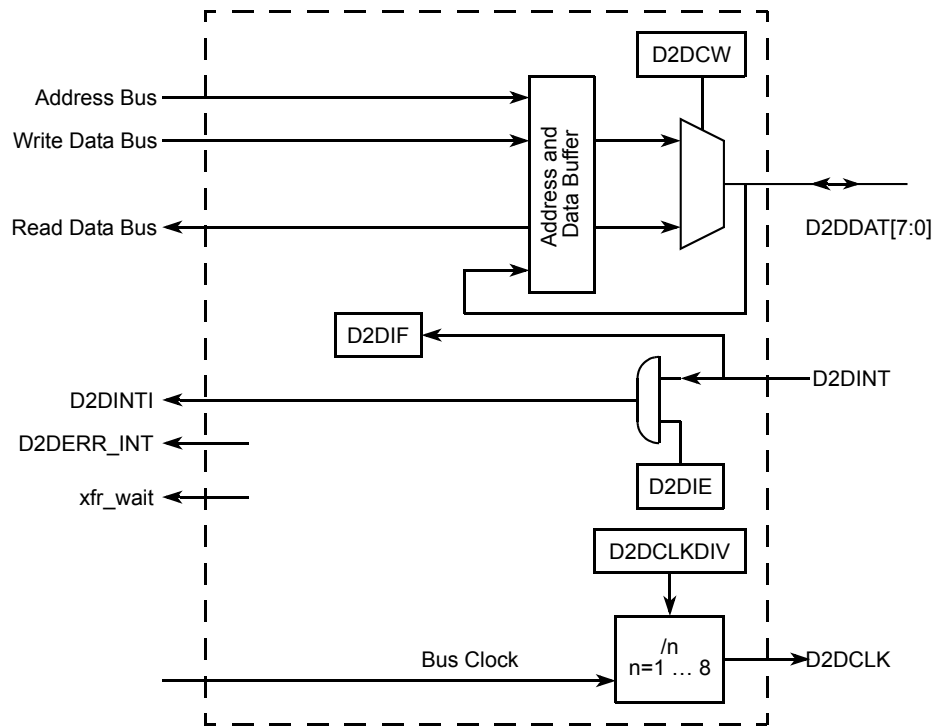 D2DCW
Address Bus
Write Data Bus
Address and
Data Buffer
Read Data Bus
D2DDAT[7:0]
D2DIF
D2DINT
D2DINTI
D2DERR_INT
D2DIE
xfr_wait
D2DCLKDIV
/n
n=1 … 8
Bus Clock
D2DCLK